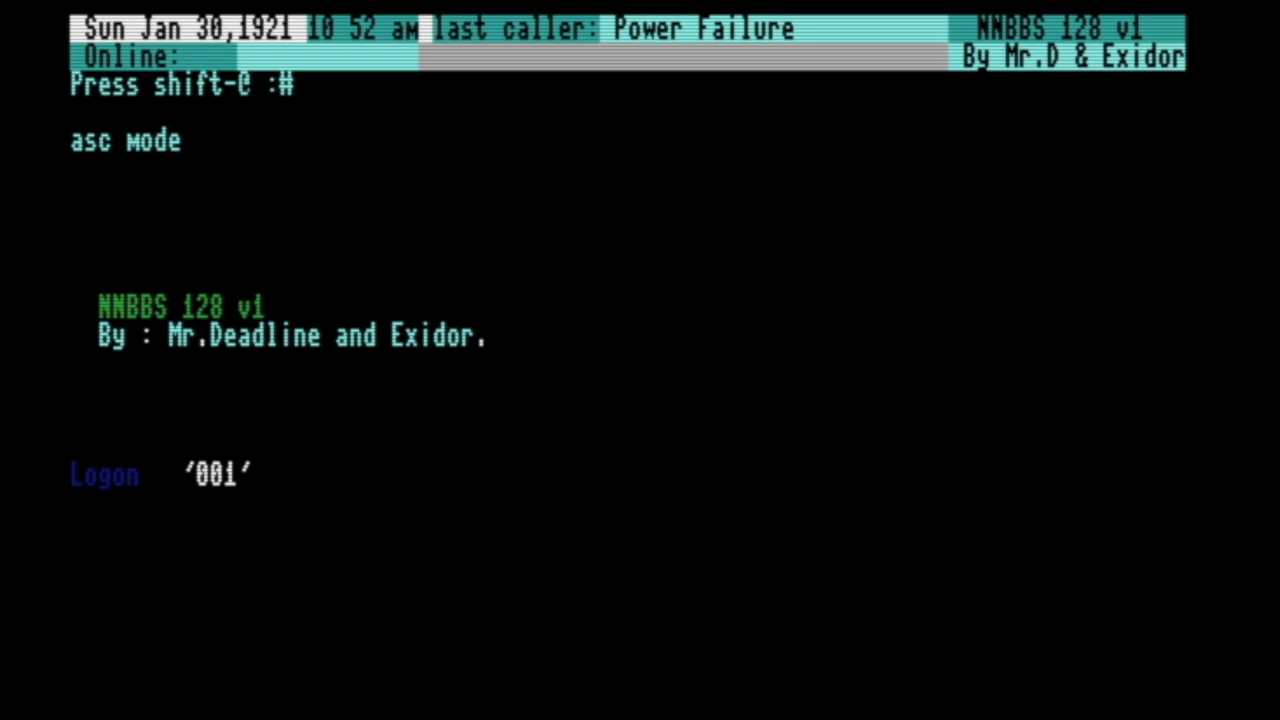 Sun Jan 30,1921 10 52 am last caller: Power Failure NNBBS 128 v1
Online: By Mr.D & Exidor
Press shift-@ :#
asc mode
NNBBS 128 v1
By : Mr.Deadline and Exidor.
Logon '001'